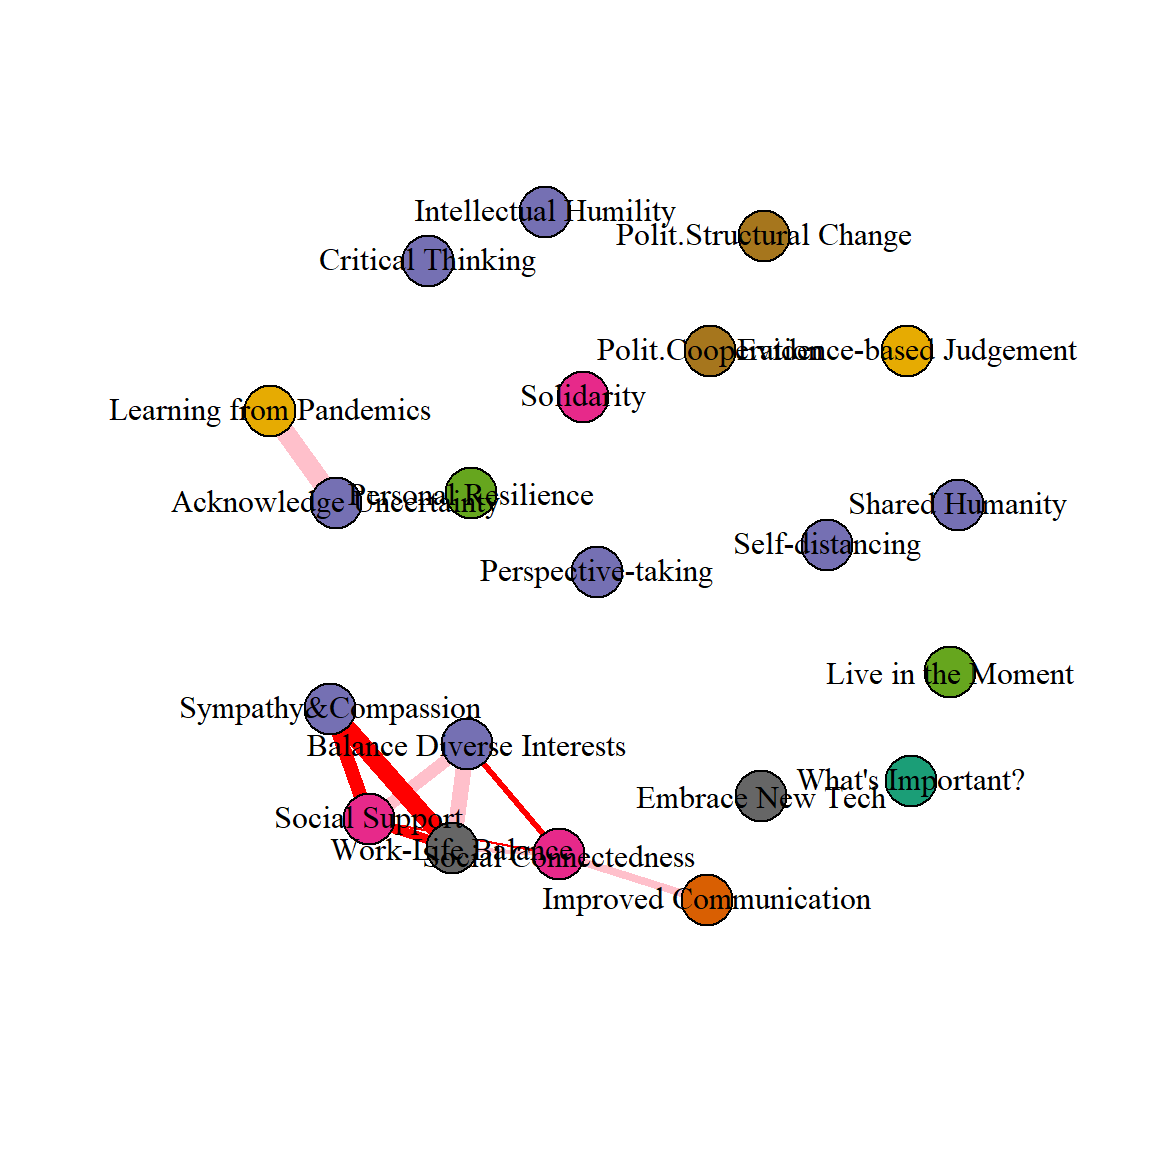 Intellectual Humility
Polit.Structural Change
Critical Thinking
Polit.Cooperation
Evidence-based Judgement
Solidarity
Learning from Pandemics
Personal Resilience
Acknowledge Uncertainty
Shared Humanity
Self-distancing
Perspective-taking
Live in the Moment
Sympathy&Compassion
Balance Diverse Interests
What's Important?
Embrace New Tech
Social Support
Work-Life Balance
Social Connectedness
Improved Communication